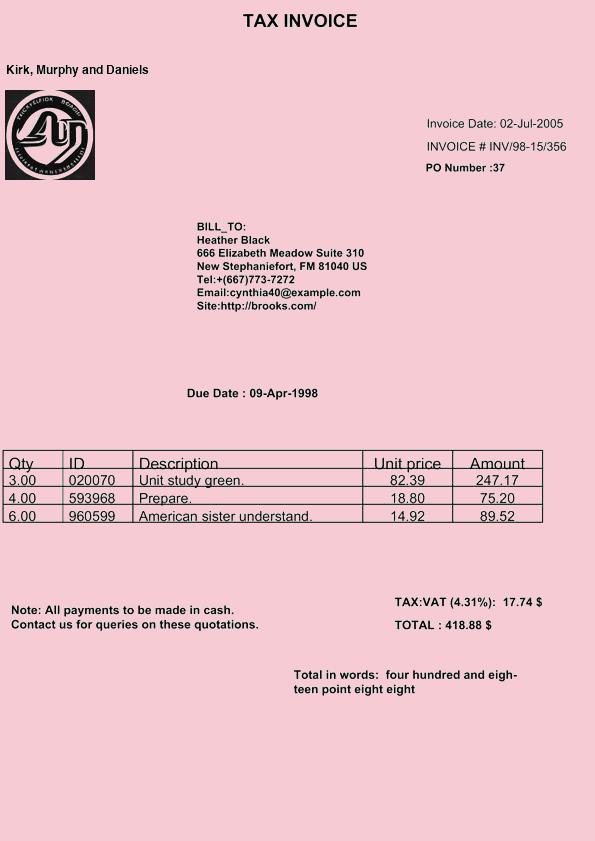 TAX INVOICE
Kirk, Murphy and Daniels
Invoice Date: 02-Jul-2005
INVOICE # INV/98-15/356
PO Number :37
BILL_TO:
Heather Black
666 Elizabeth Meadow Suite 310
New Stephaniefort, FM 81040 US
Tel:+(667)773-7272
Email:cynthia40@example.com
Site:http://brooks.com/
Due Date : 09-Apr-1998
Qty ID Description Unit price Amount
3.00 020070 Unit study green. 82.39 247.17
4.00 593968 Prepare. 18.80 75.20
6.00 960599 American sister understand. 14.92 89.52
TAX:VAT (4.31%): 17.74 $
Note: All payments to be made in cash.
Contact us for queries on these quotations.
TOTAL : 418.88 $
Total in words: four hundred and eigh-
teen point eight eight